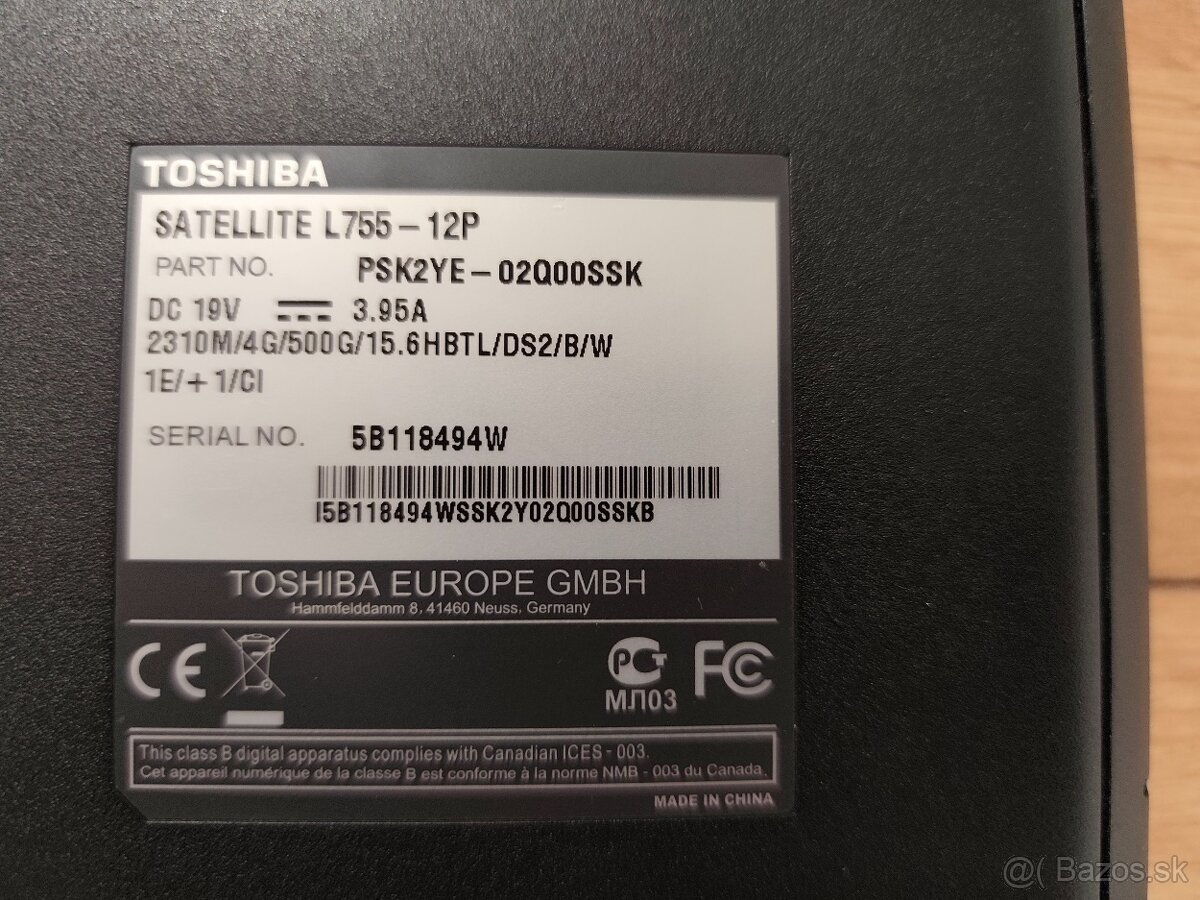 TOSHIBA
SATELLITE L755-12P
PART NO. PSK2YE-02Q00SSK
DC 19V 3.95A
2310M/4G/500G/15.6HBTL/DS2/B/W
1E/+1/CI
SERIAL NO. 5B118494W
I5B118494WSSK2Y02Q00SSKB
TOSHIBA EUROPE GMBH
Hammfelddamm 8, 41460 Neuss, Germany
CE PCT FC
МЛ03
This class B digital apparatus complies with Canadian ICES-003.
Cet appareil numérique de la classe B est conforme à la norme NMB-003 du Canada.
MADE IN CHINA
@( Bazos.sk